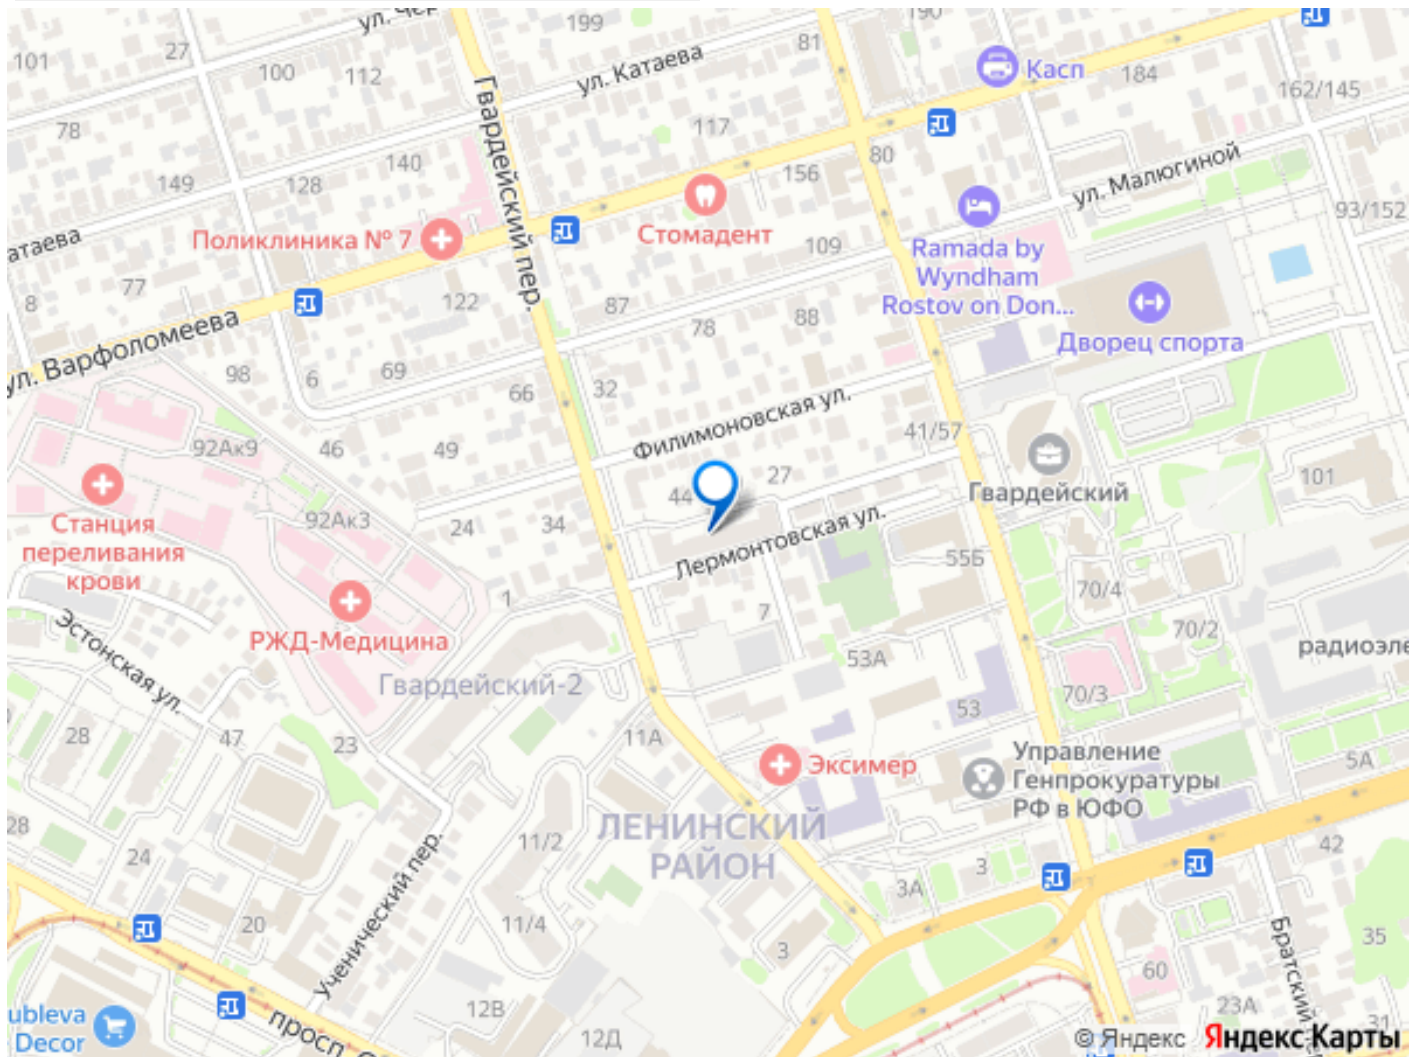 ул. Чер
199
190
101
27
100
112
ул. Катаева
81
Касп
184
162/145
78
140
117
80
156
ул. Малюгиной
149
128
Гвардейский пер.
Стомадент
93/152
атаева
Поликлиника № 7
109
Ramada by
Wyndham
Rostov on Don...
8
77
122
87
78
88
Дворец спорта
ул. Варфоломеева
98
6
69
66
32
Филимоновская ул.
41/57
92Ак9
46
49
44
27
Гвардейский
101
Станция
переливания
крови
92Ак3
24
34
Лермонтовская ул.
55Б
70/4
РЖД-Медицина
1
7
70/2
радиоэле
Эстонская ул.
Гвардейский-2
53А
70/3
28
47
23
11А
53
Эксимер
Управление
Генпрокуратуры
РФ в ЮФО
5А
28
24
11/2
ЛЕНИНСКИЙ
РАЙОН
3
3А
42
20
Ученический пер.
11/4
3
60
Братский
35
ubleva
Decor
просп.
12В
12Д
23А
31
© Яндекс Яндекс Карты